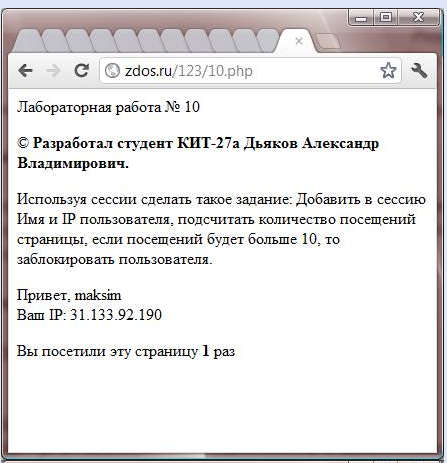 zdos.ru/123/10.php
Лабораторная работа № 10
© Разработал студент КИТ-27а Дьяков Александр
Владимирович.
Используя сессии сделать такое задание: Добавить в сессию
Имя и IP пользователя, подсчитать количество посещений
страницы, если посещений будет больше 10, то
заблокировать пользователя.
Привет, maksim
Ваш IP: 31.133.92.190
Вы посетили эту страницу 1 раз